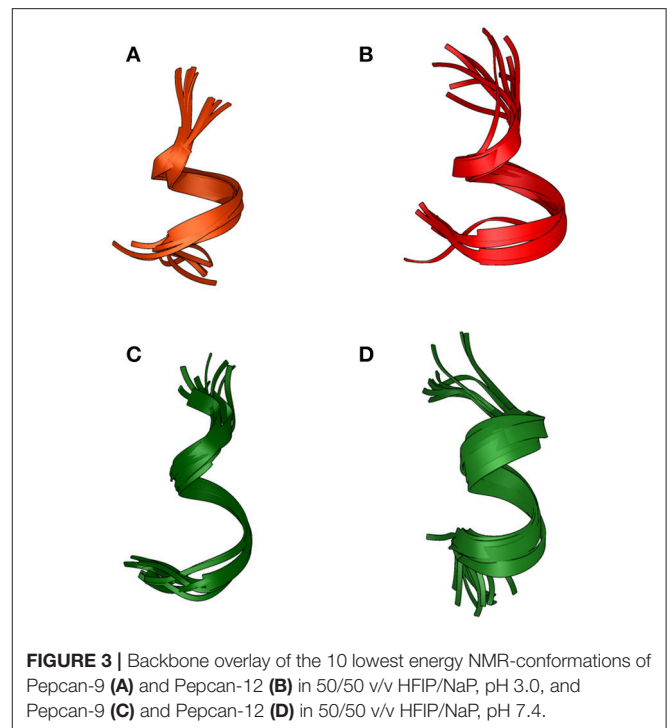 A
B
C
D
FIGURE 3 | Backbone overlay of the 10 lowest energy NMR-conformations of
Pepcan-9 (A) and Pepcan-12 (B) in 50/50 v/v HFIP/NaP, pH 3.0, and
Pepcan-9 (C) and Pepcan-12 (D) in 50/50 v/v HFIP/NaP, pH 7.4.